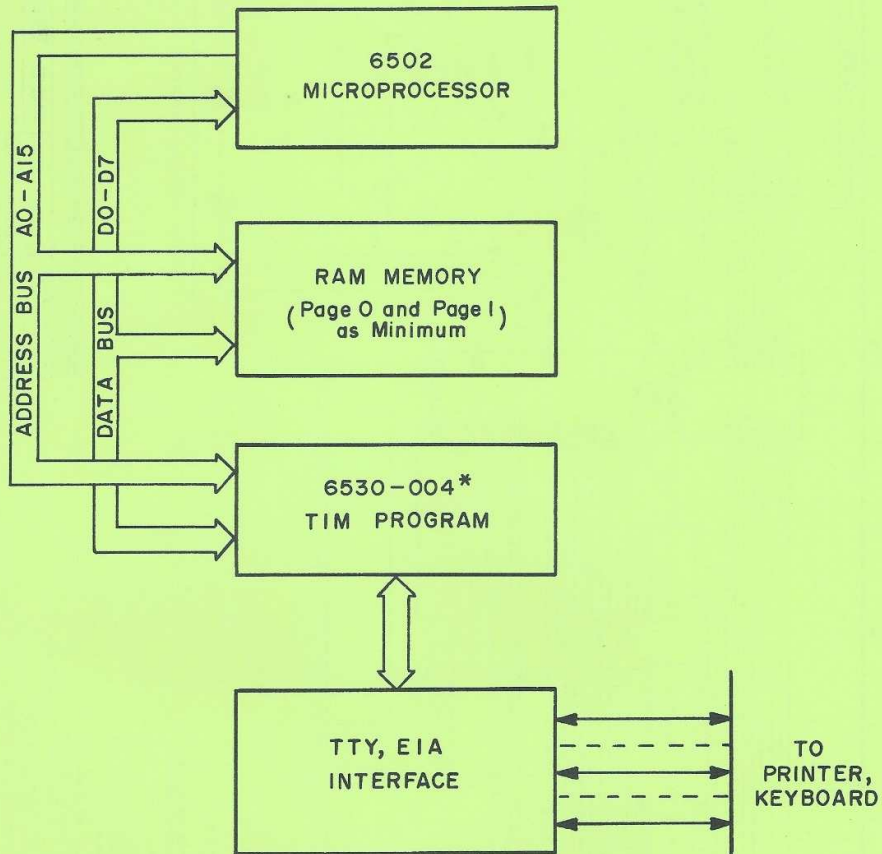 6502
MICROPROCESSOR
ADDRESS BUS A0-A15
DATA BUS D0-D7
RAM MEMORY
(Page 0 and Page 1)
as Minimum
6530-004*
TIM PROGRAM
TTY, EIA
INTERFACE
TO
PRINTER,
KEYBOARD